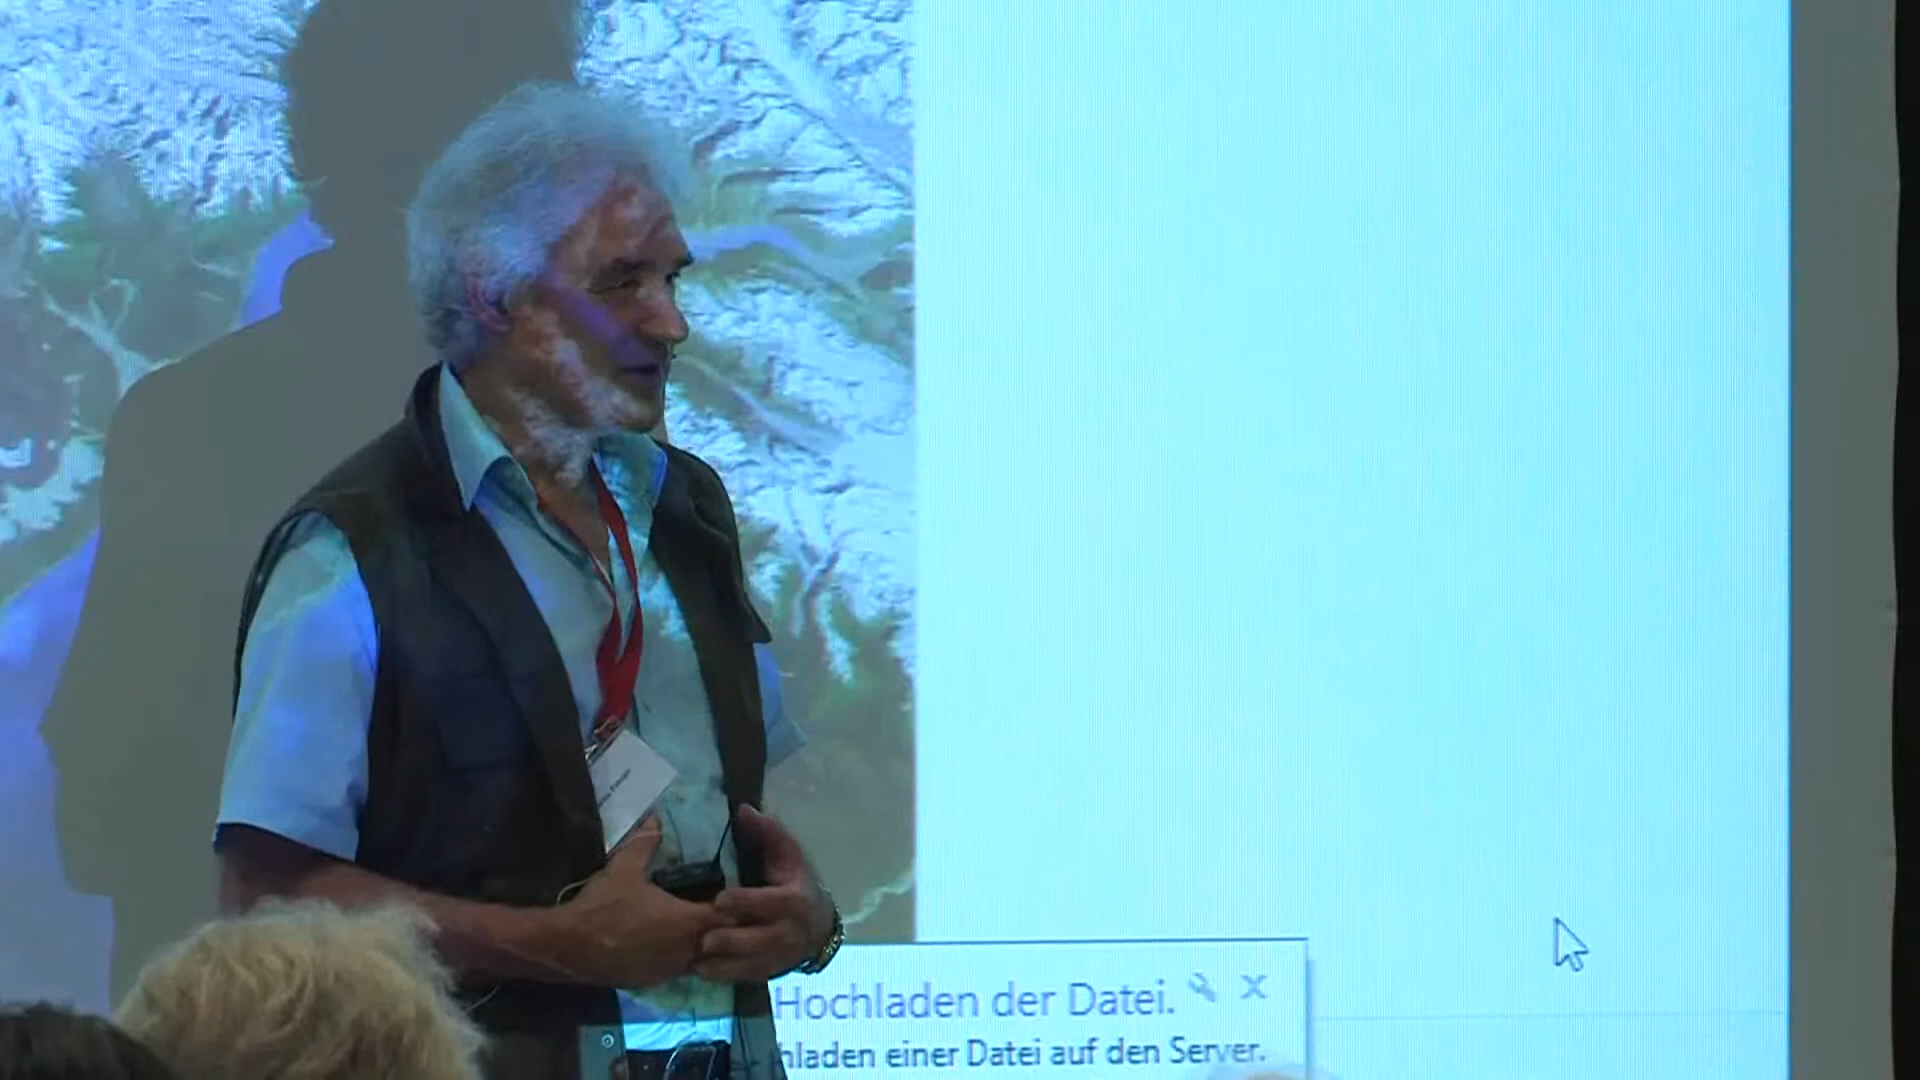 Hochladen der Datei.
hladen einer Datei auf den Server.